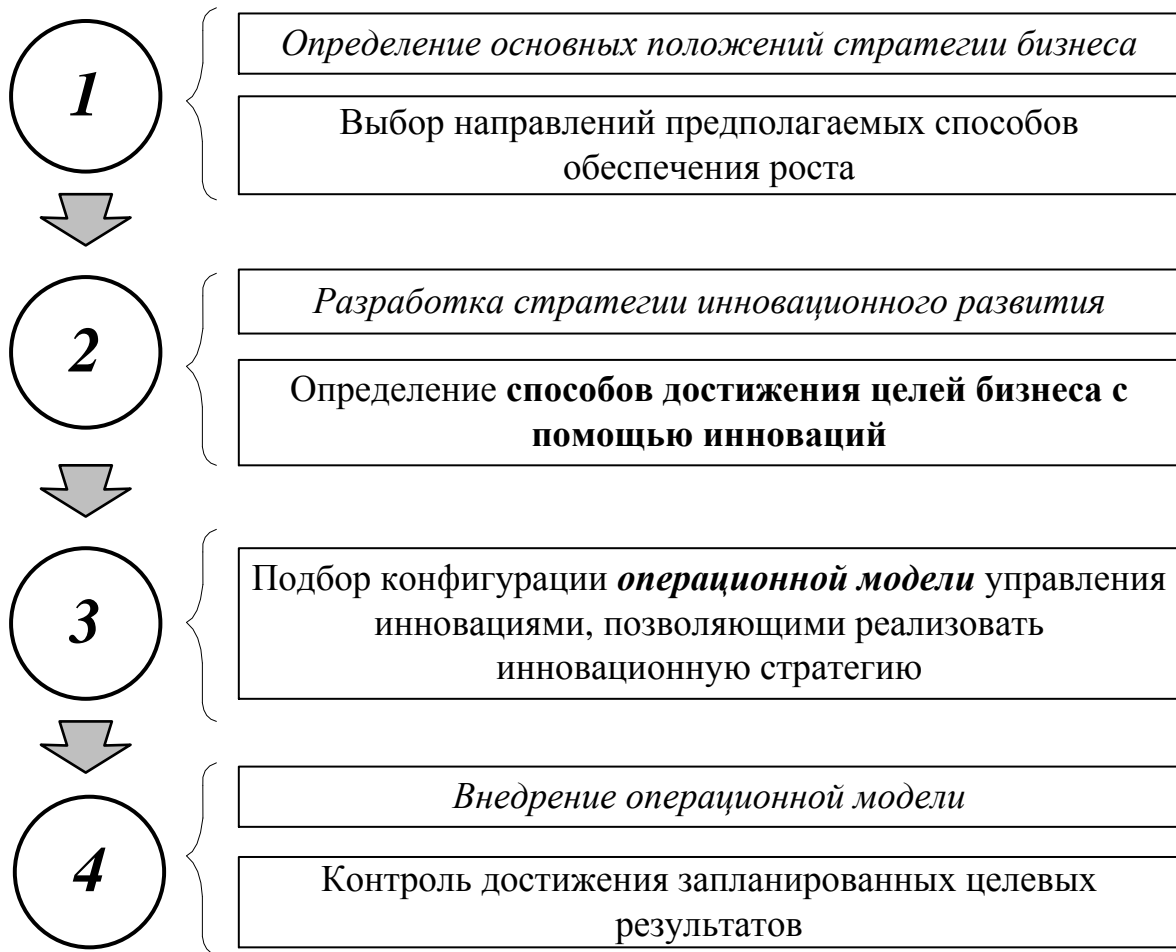 1
Определение основных положений стратегии бизнеса
Выбор направлений предполагаемых способов
обеспечения роста
2
Разработка стратегии инновационного развития
Определение способов достижения целей бизнеса с
помощью инноваций
3
Подбор конфигурации операционной модели управления
инновациями, позволяющими реализовать
инновационную стратегию
4
Внедрение операционной модели
Контроль достижения запланированных целевых
результатов